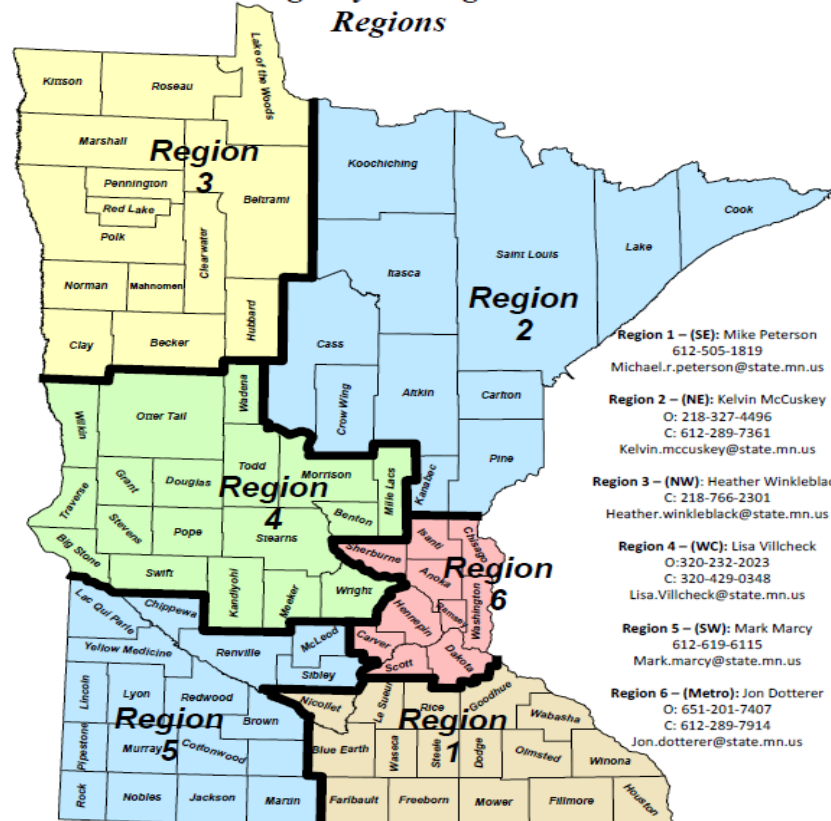 Regions
Kittson
Roseau
Lake of the Woods
Marshall
Region
3
Pennington
Red Lake
Beltrami
Polk
Clearwater
Norman
Mahnomen
Hubbard
Clay
Becker
Koochiching
Cook
Lake
Saint Louis
Itasca
Region
2
Cass
Crow Wing
Aitkin
Carlton
Pine
Kanabec
Region 1 – (SE): Mike Peterson
612-505-1819
Michael.r.peterson@state.mn.us
Region 2 – (NE): Kelvin McCuskey
O: 218-327-4496
C: 612-289-7361
Kelvin.mccuskey@state.mn.us
Region 3 – (NW): Heather Winklebla
C: 218-766-2301
Heather.winkleblack@state.mn.us
Region 4 – (WC): Lisa Villcheck
O:320-232-2023
C: 320-429-0348
Lisa.Villcheck@state.mn.us
Region 5 – (SW): Mark Marcy
612-619-6115
Mark.marcy@state.mn.us
Region 6 – (Metro): Jon Dotterer
O: 651-201-7407
C: 612-289-7914
Jon.dotterer@state.mn.us
Wilkin
Otter Tail
Wadena
Traverse
Grant
Douglas
Todd
Morrison
Mille Lacs
Region
4
Stevens
Pope
Stearns
Benton
Big Stone
Swift
Kandiyohi
Meeker
Wright
Sherburne
Isanti
Chisago
Anoka
Region
6
Hennepin
Ramsey
Washington
Carver
Scott
Dakota
Lac Qui Parle
Chippewa
Yellow Medicine
Renville
McLeod
Sibley
Lincoln
Lyon
Redwood
Brown
Region
5
Pipestone
Murray
Cottonwood
Rock
Nobles
Jackson
Martin
Nicollet
Le Sueur
Rice
Goodhue
Wabasha
Region
1
Blue Earth
Waseca
Steele
Dodge
Olmsted
Winona
Faribault
Freeborn
Mower
Fillmore
Houston